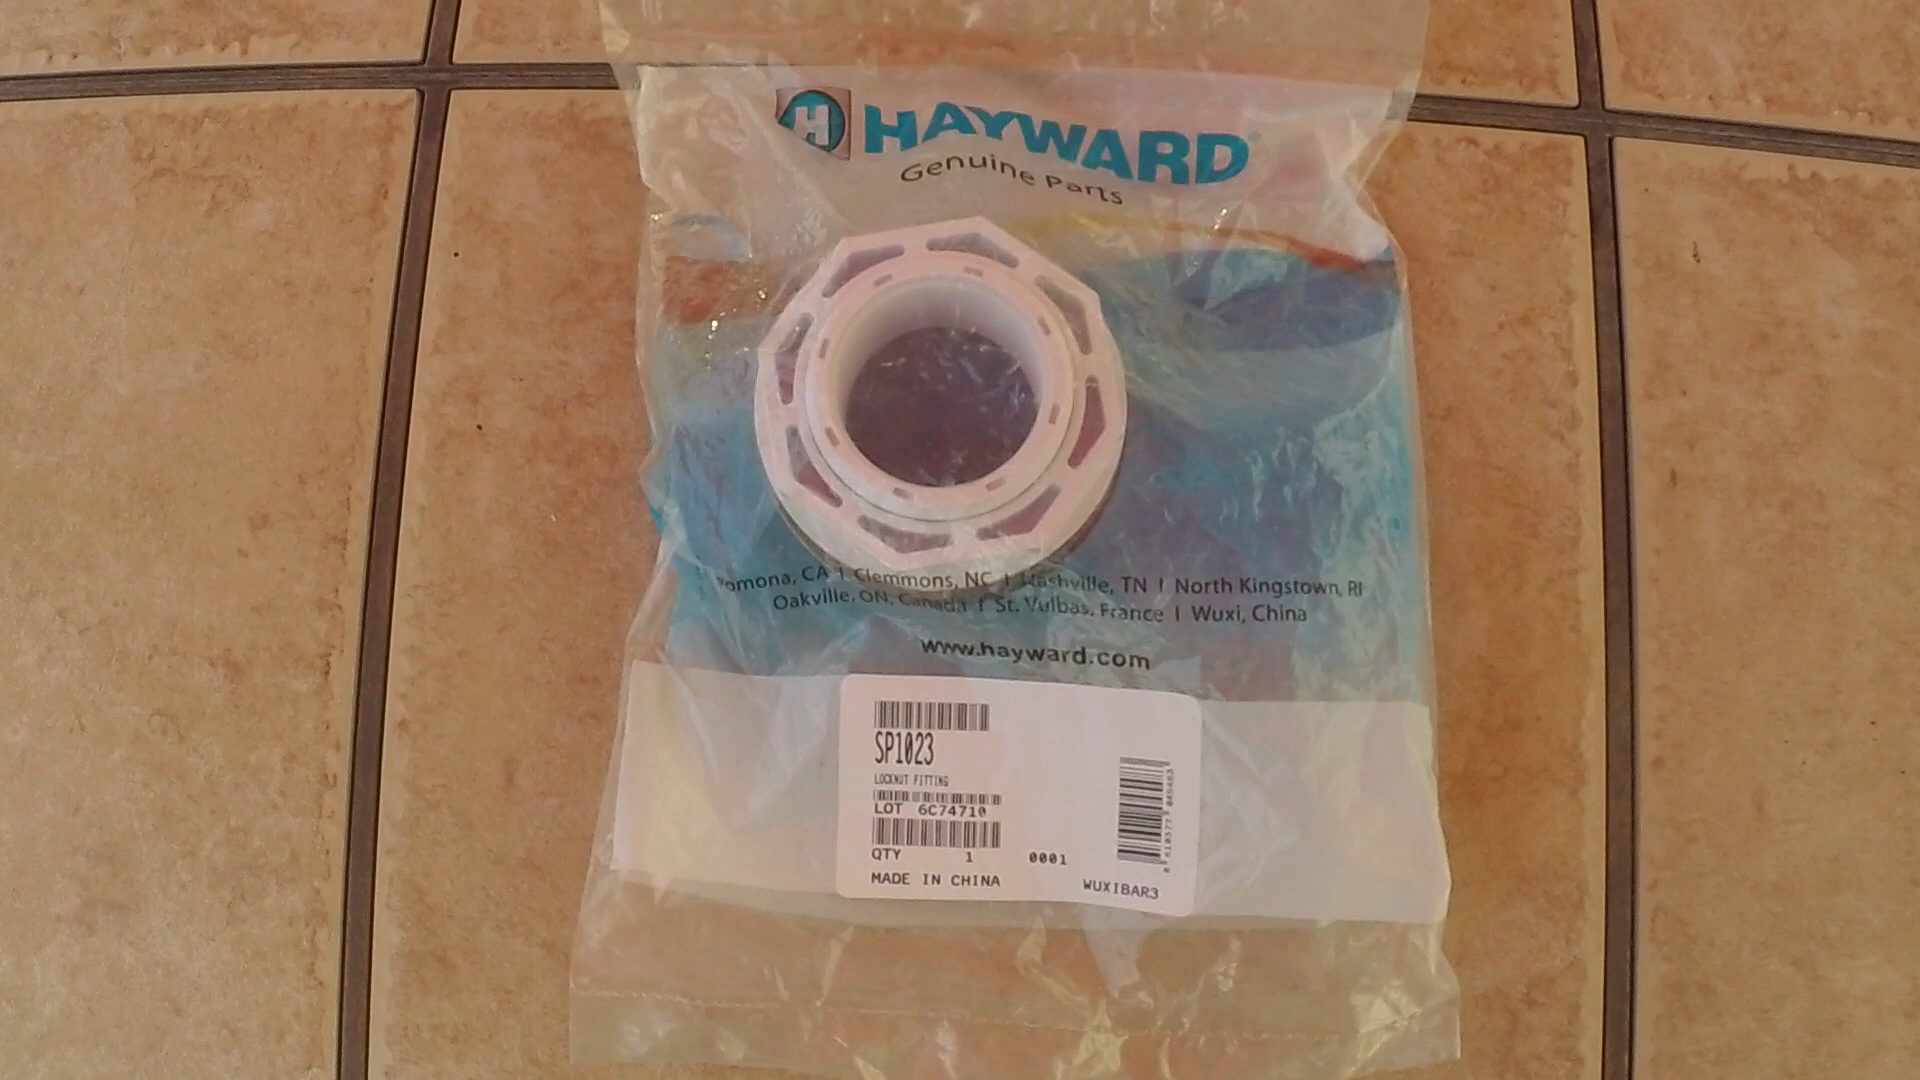 H HAYWARD®
Genuine Parts
Pomona, CA | Clemmons, NC | Nashville, TN | North Kingstown, RI
Oakville, ON, Canada | St. Vulbas, France | Wuxi, China
www.hayward.com
SP1023
LOCKNUT FITTING
LOT 6C74710
QTY 1 0001
MADE IN CHINA
WUXIBAR3